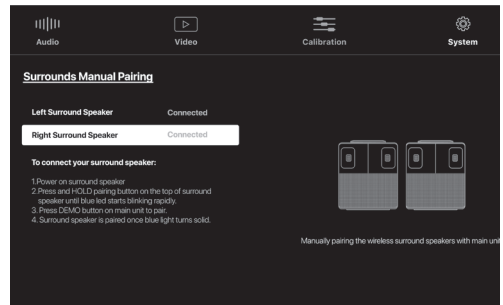 Audio
Video
Calibration
System
Surrounds Manual Pairing
Left Surround Speaker Connected
Right Surround Speaker Connected
To connect your surround speaker:
1.Power on surround speaker
2. Press and HOLD pairing button on the top of surround
speaker until blue led starts blinking rapidly.
3. Press DEMO button on main unit to pair.
4. Surround speaker is paired once blue light turns solid.
Manually pairing the wireless surround speakers with main unit